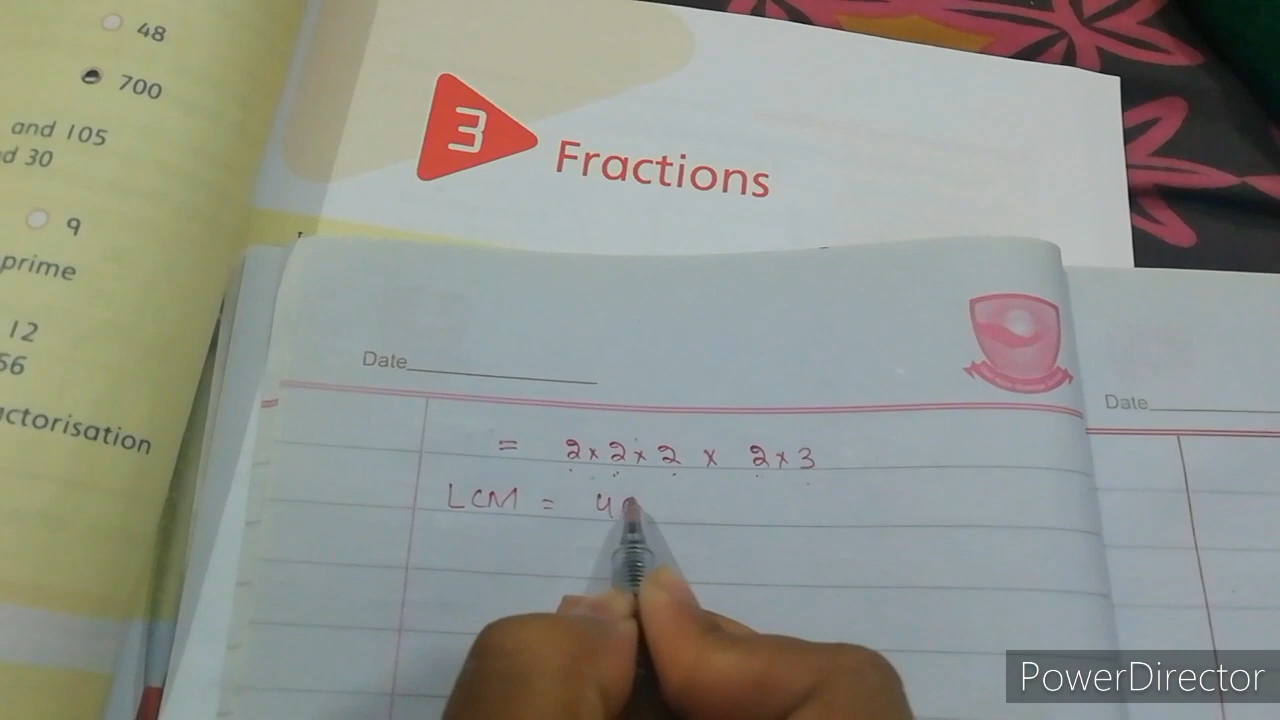 48
700
and 105
d 30
9
prime
12
56
ctorisation
3
Fractions
Date
= 2 × 2 × 2 × 2 × 3
LCM = 4
Date
PowerDirector